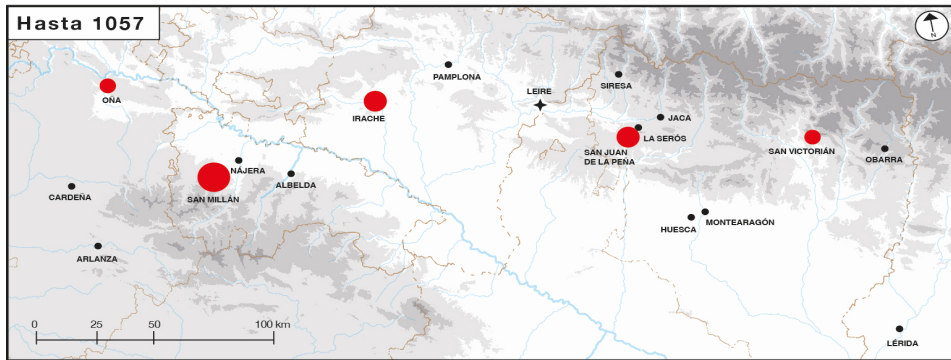 Hasta 1057
N
PAMPLONA
SIRESA
OÑA
LEIRE
IRACHE
JACA
LA SERÓS
SAN JUAN
DE LA PEÑA
SAN VICTORIÁN
OBARRA
NÁJERA
ALBELDA
SAN MILLÁN
CARDEÑA
HUESCA
MONTEARAGÓN
ARLANZA
0 25 50 100 km
LÉRIDA